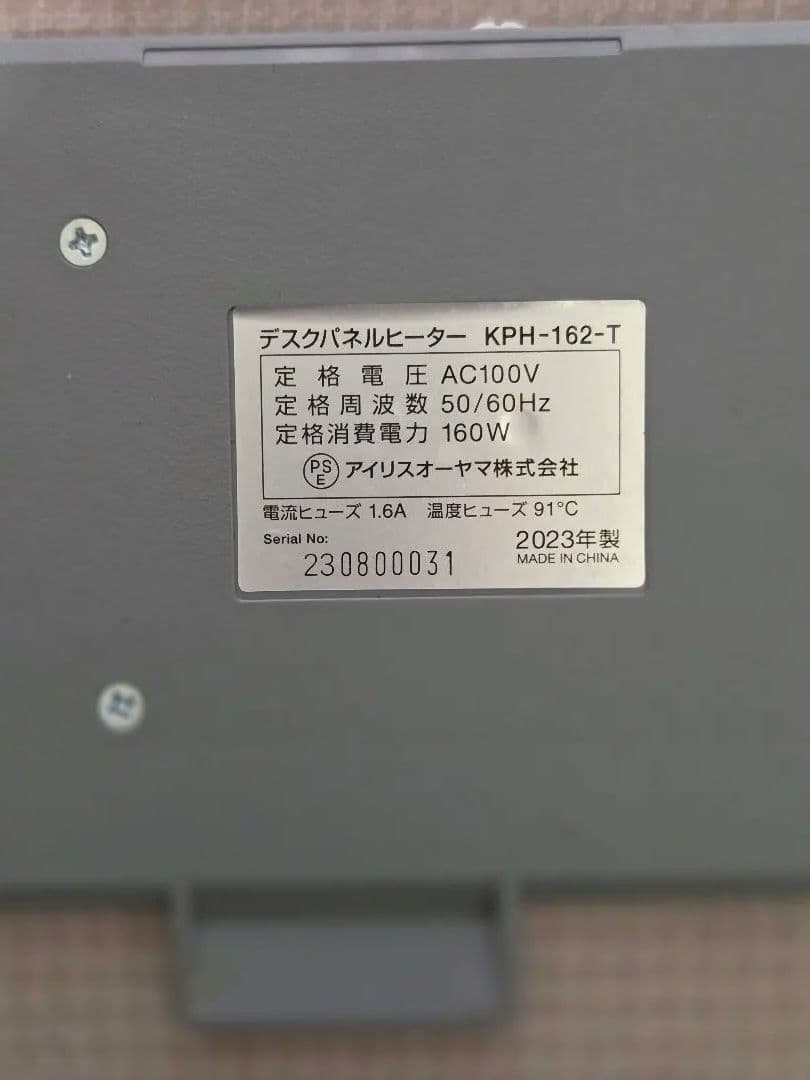 デスクパネルヒーター KPH-162-T
定格電圧 AC100V
定格周波数 50/60Hz
定格消費電力 160W
PSE アイリスオーヤマ株式会社
電流ヒューズ 1.6A 温度ヒューズ 91°C
Serial No: 2023年製
230800031 MADE IN CHINA